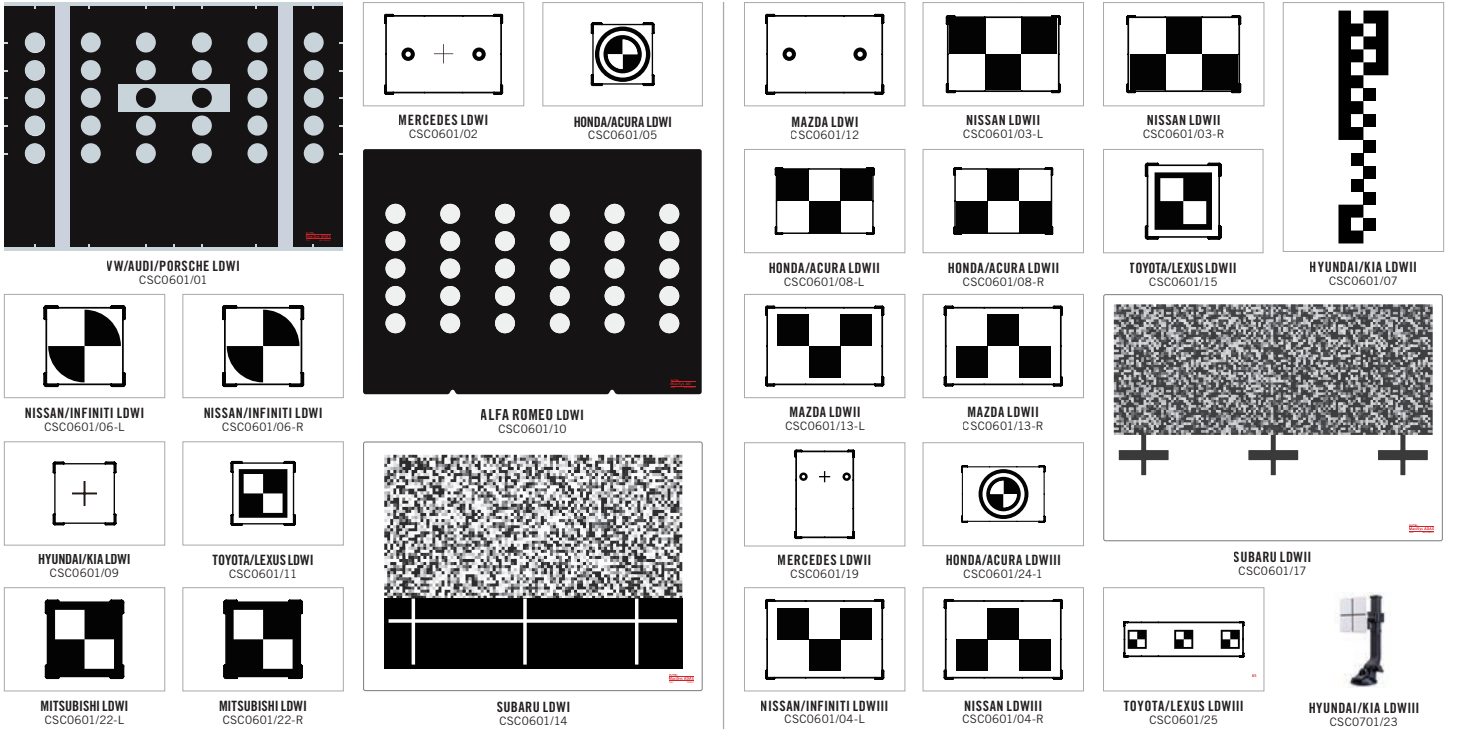 VW/AUDI/PORSCHE LDWI
CSC0601/01
MERCEDES LDWI
CSC0601/02
HONDA/ACURA LDWI
CSC0601/05
ALFA ROMEO LDWI
CSC0601/10
NISSAN/INFINITI LDWI
CSC0601/06-L
NISSAN/INFINITI LDWI
CSC0601/06-R
HYUNDAI/KIA LDWI
CSC0601/09
TOYOTA/LEXUS LDWI
CSC0601/11
MITSUBISHI LDWI
CSC0601/22-L
MITSUBISHI LDWI
CSC0601/22-R
SUBARU LDWI
CSC0601/14
MAZDA LDWI
CSC0601/12
NISSAN LDWII
CSC0601/03-L
NISSAN LDWII
CSC0601/03-R
HONDA/ACURA LDWII
CSC0601/08-L
HONDA/ACURA LDWII
CSC0601/08-R
TOYOTA/LEXUS LDWII
CSC0601/15
HYUNDAI/KIA LDWII
CSC0601/07
MAZDA LDWII
CSC0601/13-L
MAZDA LDWII
CSC0601/13-R
MERCEDES LDWII
CSC0601/19
HONDA/ACURA LDWIII
CSC0601/24-1
SUBARU LDWII
CSC0601/17
NISSAN/INFINITI LDWIII
CSC0601/04-L
NISSAN LDWIII
CSC0601/04-R
TOYOTA/LEXUS LDWIII
CSC0601/25
HYUNDAI/KIA LDWIII
CSC0701/23